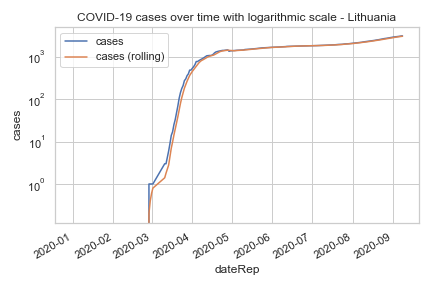 COVID-19 cases over time with logarithmic scale - Lithuania
cases
cases (rolling)
10³
10²
10¹
10⁰
cases
2020-01
2020-02
2020-03
2020-04
2020-05
2020-06
2020-07
2020-08
2020-09
dateRep